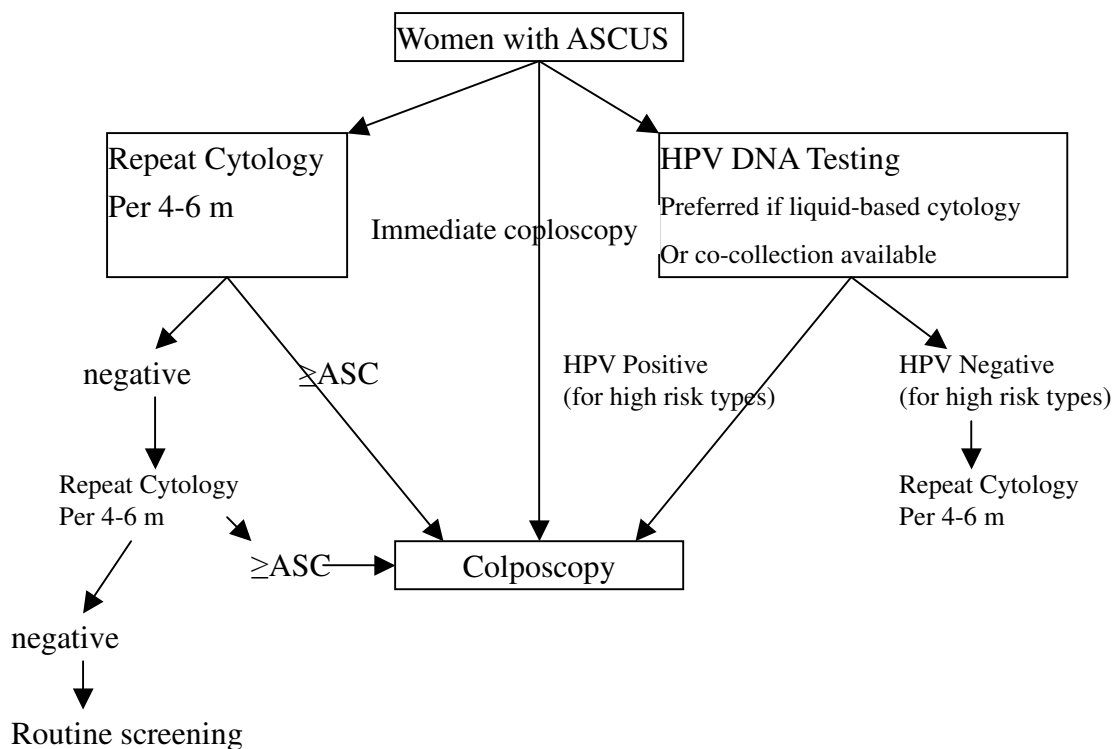 Women with ASCUS
Repeat Cytology
Per 4-6 m
Immediate coploscopy
HPV DNA Testing
Preferred if liquid-based cytology
Or co-collection available
negative
≥ASC
HPV Positive
(for high risk types)
HPV Negative
(for high risk types)
Repeat Cytology
Per 4-6 m
Repeat Cytology
Per 4-6 m
≥ASC
Colposcopy
negative
Routine screening